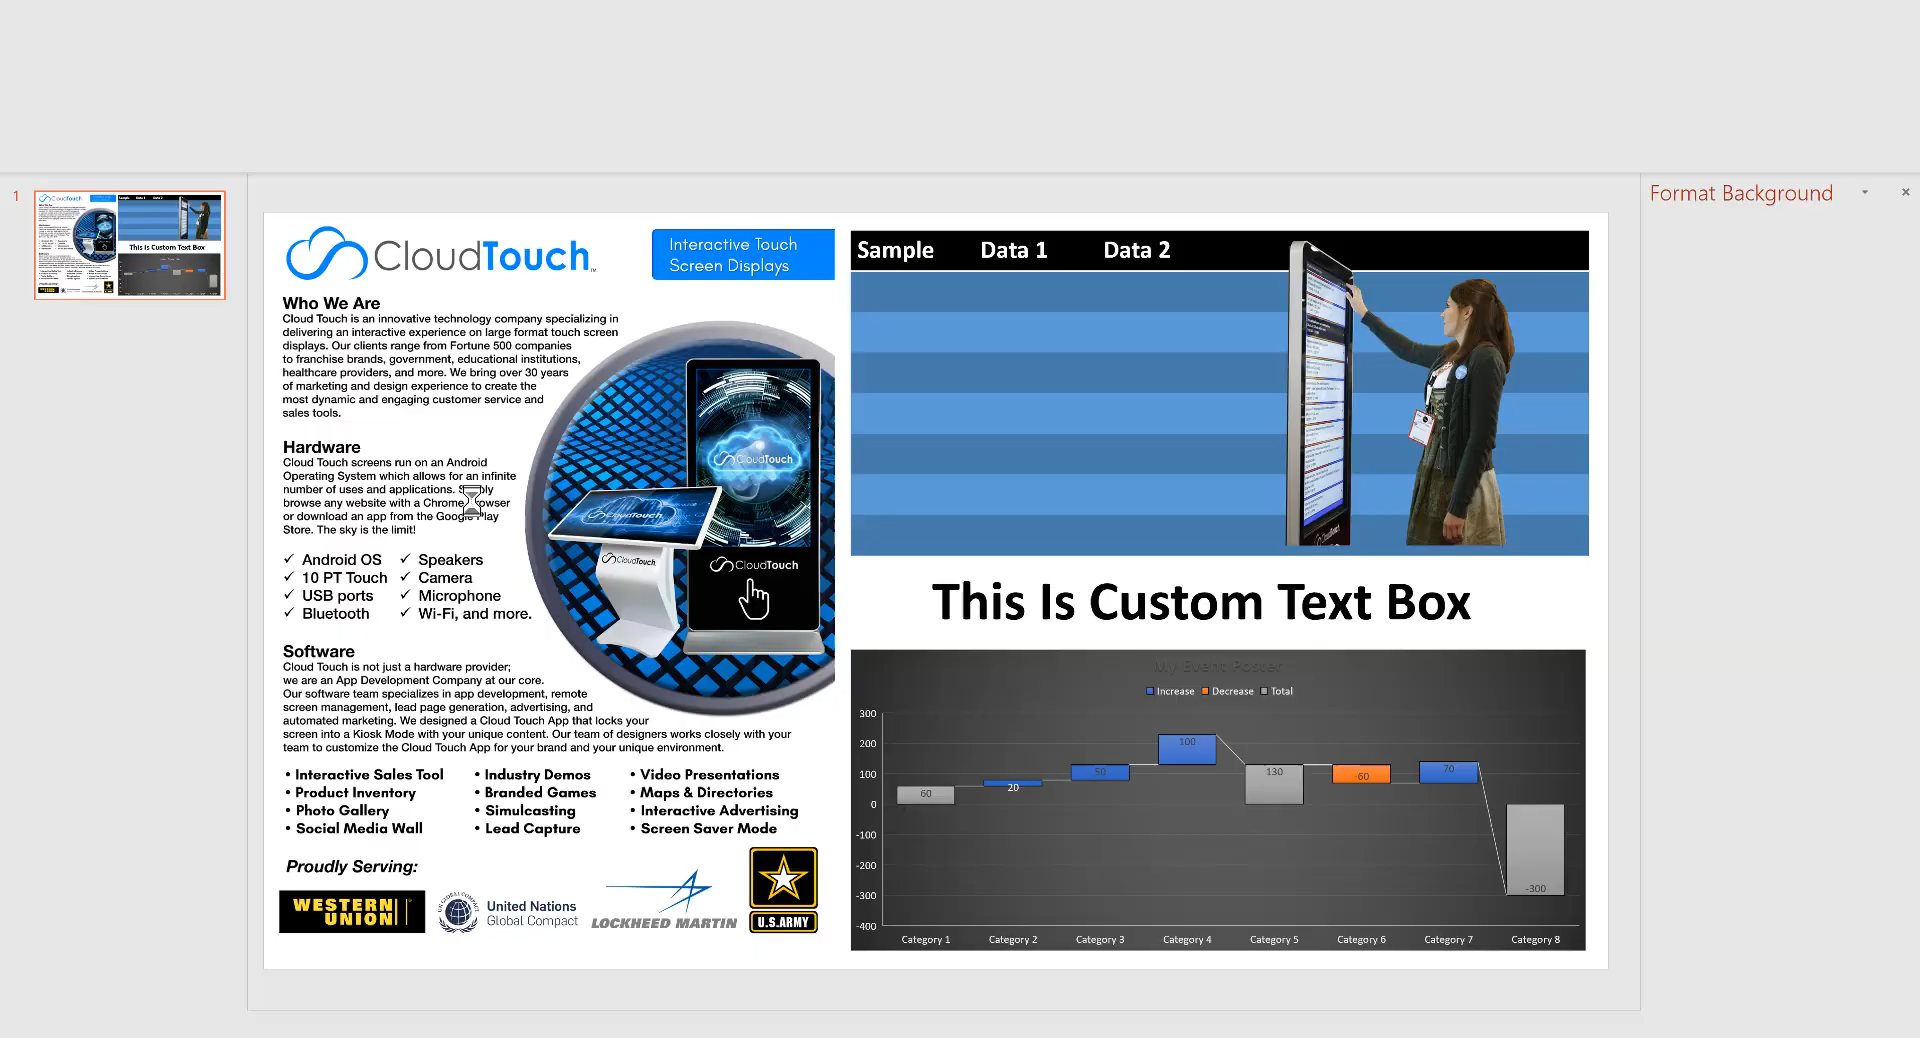 Format Background
1
CloudTouch™
Interactive Touch
Screen Displays
Who We Are
Cloud Touch is an innovative technology company specializing in
delivering an interactive experience on large format touch screen
displays. Our clients range from Fortune 500 companies
to franchise brands, government, educational institutions,
healthcare providers, and more. We bring over 30 years
of marketing and design experience to create the
most dynamic and engaging customer service and
sales tools.
Hardware
Cloud Touch screens run on an Android
Operating System which allows for an infinite
number of uses and applications.
browse any website with a Chrome
or download an app from the
Store. The sky is the limit!
✓ Android OS ✓ Speakers
✓ 10 PT Touch ✓ Camera
✓ USB ports ✓ Microphone
✓ Bluetooth ✓ Wi-Fi, and more.
CloudTouch
CloudTouch
CloudTouch
CloudTouch
Software
Cloud Touch is not just a hardware provider;
we are an App Development Company at our core.
Our software team specializes in app development, remote
screen management, lead page generation, advertising, and
automated marketing. We designed a Cloud Touch App that locks your
screen into a Kiosk Mode with your unique content. Our team of designers works closely with your
team to customize the Cloud Touch App for your brand and your unique environment.
• Interactive Sales Tool • Industry Demos • Video Presentations
• Product Inventory • Branded Games • Maps & Directories
• Photo Gallery • Simulcasting • Interactive Advertising
• Social Media Wall • Lead Capture • Screen Saver Mode
Proudly Serving:
WESTERN
UNION
United Nations
Global Compact
LOCKHEED MARTIN
U.S.ARMY
Sample Data 1 Data 2
This Is Custom Text Box
My Event Poster
Increase Decrease Total
300
200
100
0
-100
-200
-300
-400
60
20
50
100
130
-60
70
-300
Category 1 Category 2 Category 3 Category 4 Category 5 Category 6 Category 7 Category 8